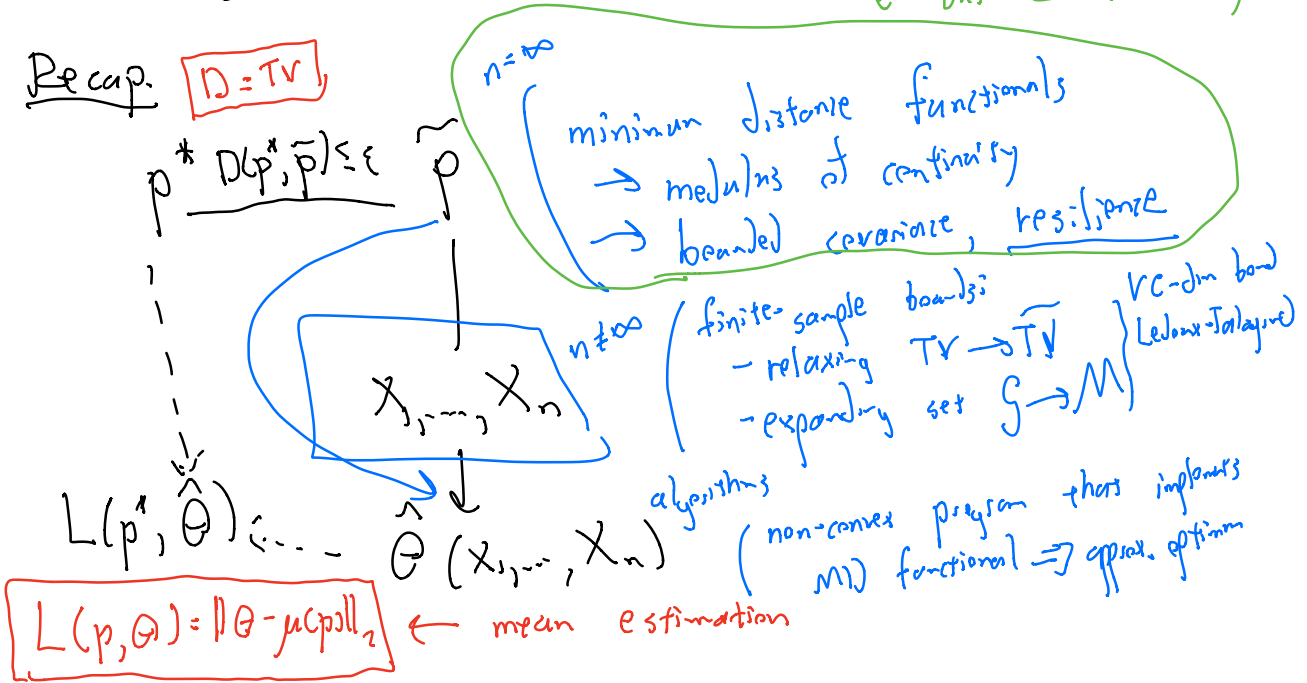 Recap. D = TV
p* D(p*, p̃) ≤ ε p̃
n=∞
minimum distance functionals
→ modulus of continuity
→ bounded covariance, resilience
n≠∞
finite-sample bounds:
- relaxing TV → T̃V
- expanding set G → M
VC-dim bound
Ledoux-Talagrand
X₁, ..., Xₙ
algorithms
non-convex program that implements
MD functional ⇒ approx. optimum
L(p*, θ̂) ←---- θ̂(X₁, ..., Xₙ)
L(p, θ) = ||θ - μ(p)||₂ ← mean estimation